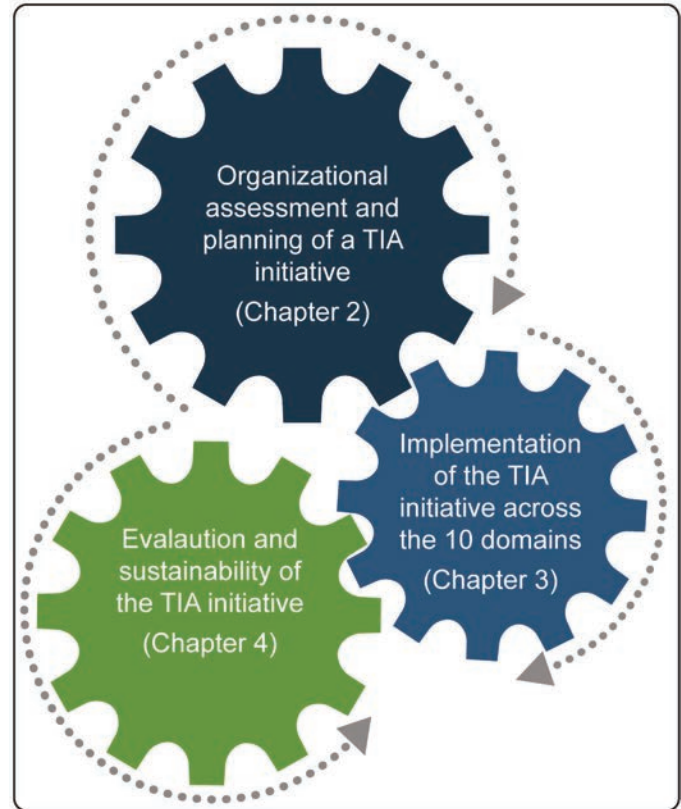 Organizational
assessment and
planning of a TIA
initiative
(Chapter 2)
Implementation
of the TIA
initiative across
the 10 domains
(Chapter 3)
Evalaution and
sustainability of
the TIA initiative
(Chapter 4)